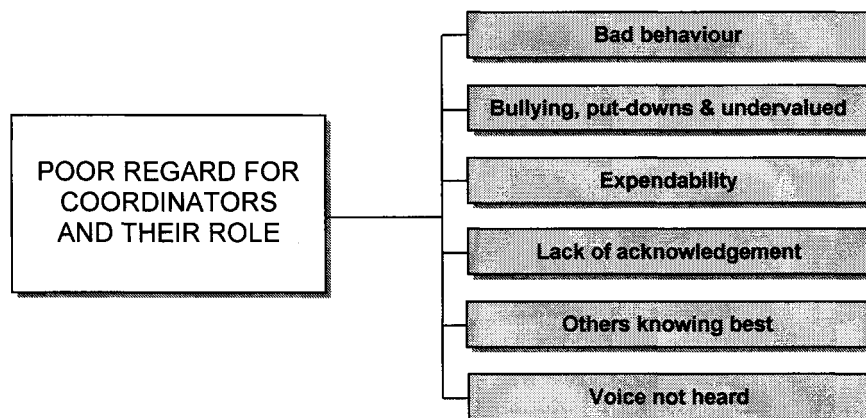 POOR REGARD FOR
COORDINATORS
AND THEIR ROLE
Bad behaviour
Bullying, put-downs & undervalued
Expendability
Lack of acknowledgement
Others knowing best
Voice not heard